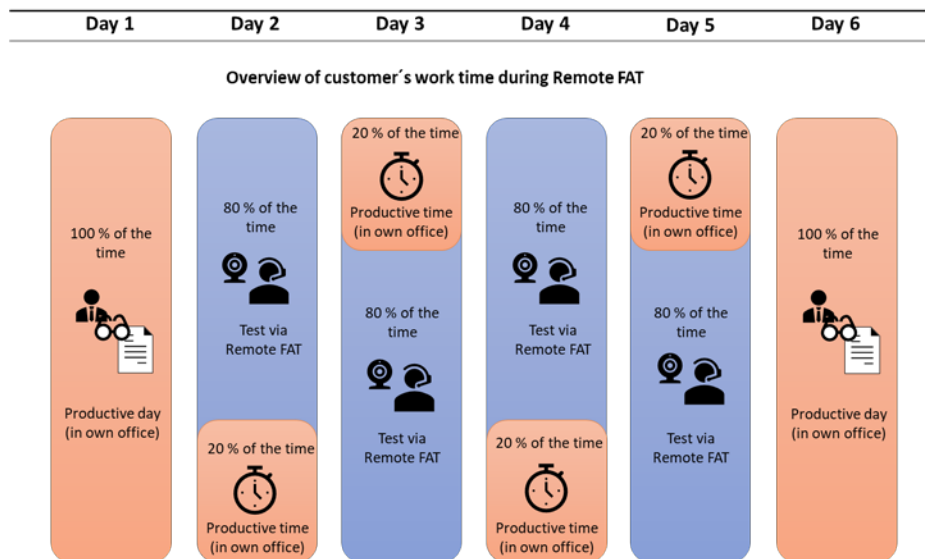 Day 1
Day 2
Day 3
Day 4
Day 5
Day 6
Overview of customer´s work time during Remote FAT
100 % of the
time
Productive day
(in own office)
80 % of the
time
Test via
Remote FAT
20 % of the time
Productive time
(in own office)
20 % of the time
Productive time
(in own office)
80 % of the
time
Test via
Remote FAT
80 % of the
time
Test via
Remote FAT
20 % of the time
Productive time
(in own office)
20 % of the time
Productive time
(in own office)
80 % of the
time
Test via
Remote FAT
100 % of the
time
Productive day
(in own office)